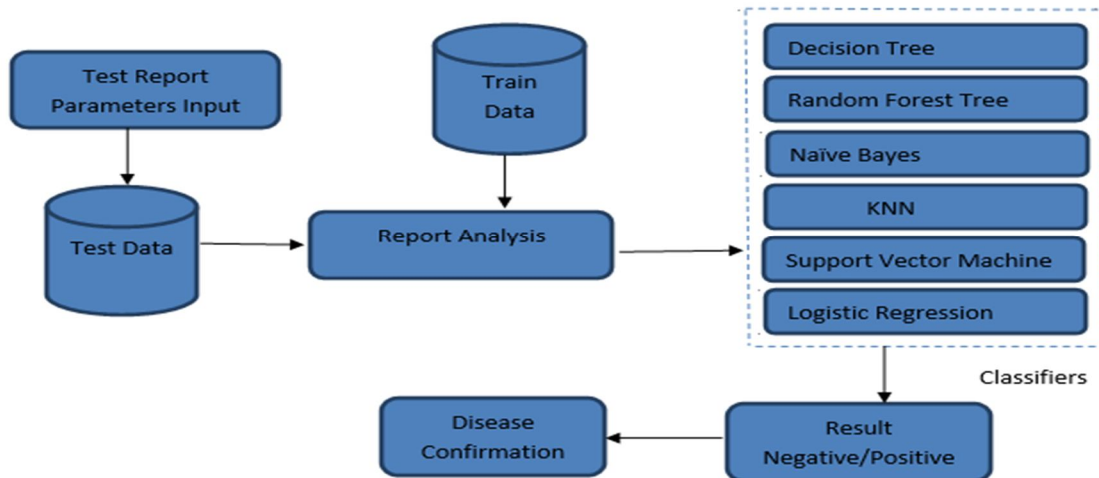 Test Report
Parameters Input
Train
Data
Test Data
Report Analysis
Decision Tree
Random Forest Tree
Naïve Bayes
KNN
Support Vector Machine
Logistic Regression
Classifiers
Result
Negative/Positive
Disease
Confirmation